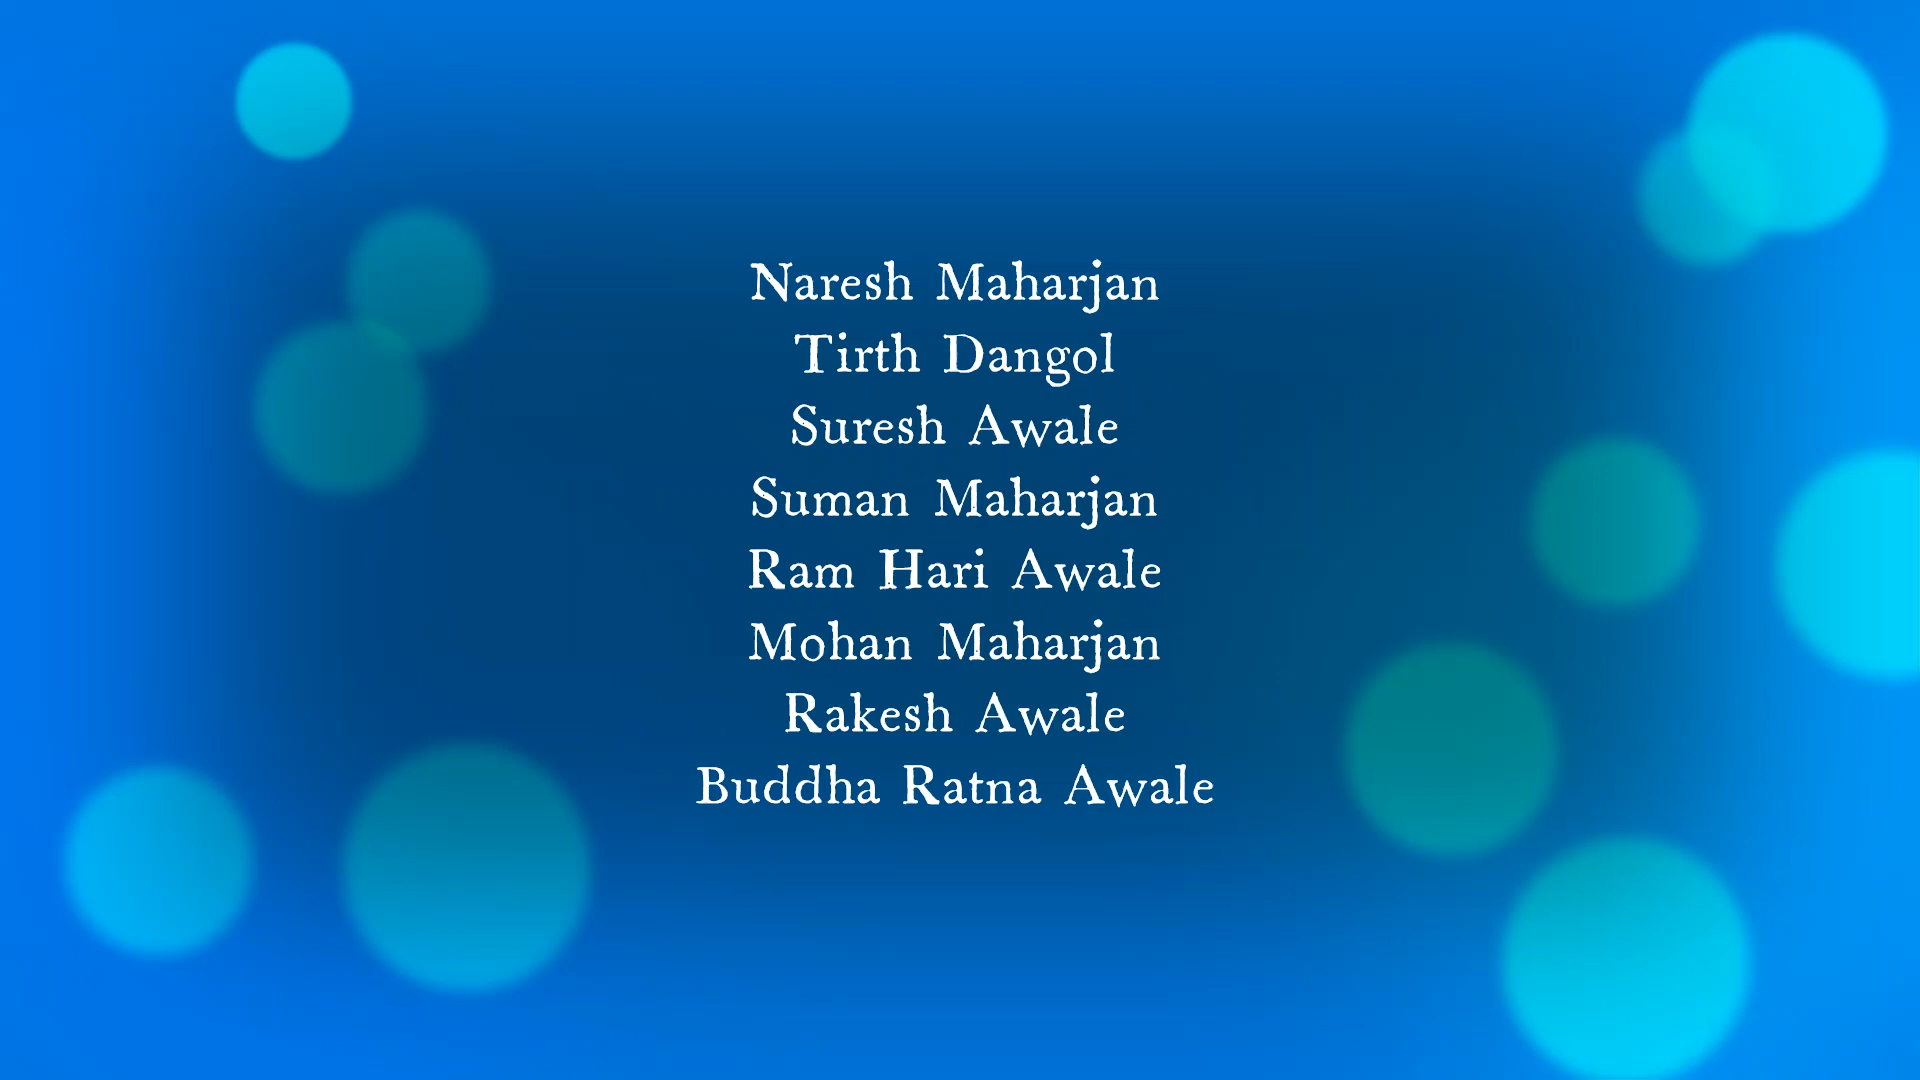 Naresh Maharjan
Tirth Dangol
Suresh Awale
Suman Maharjan
Ram Hari Awale
Mohan Maharjan
Rakesh Awale
Buddha Ratna Awale